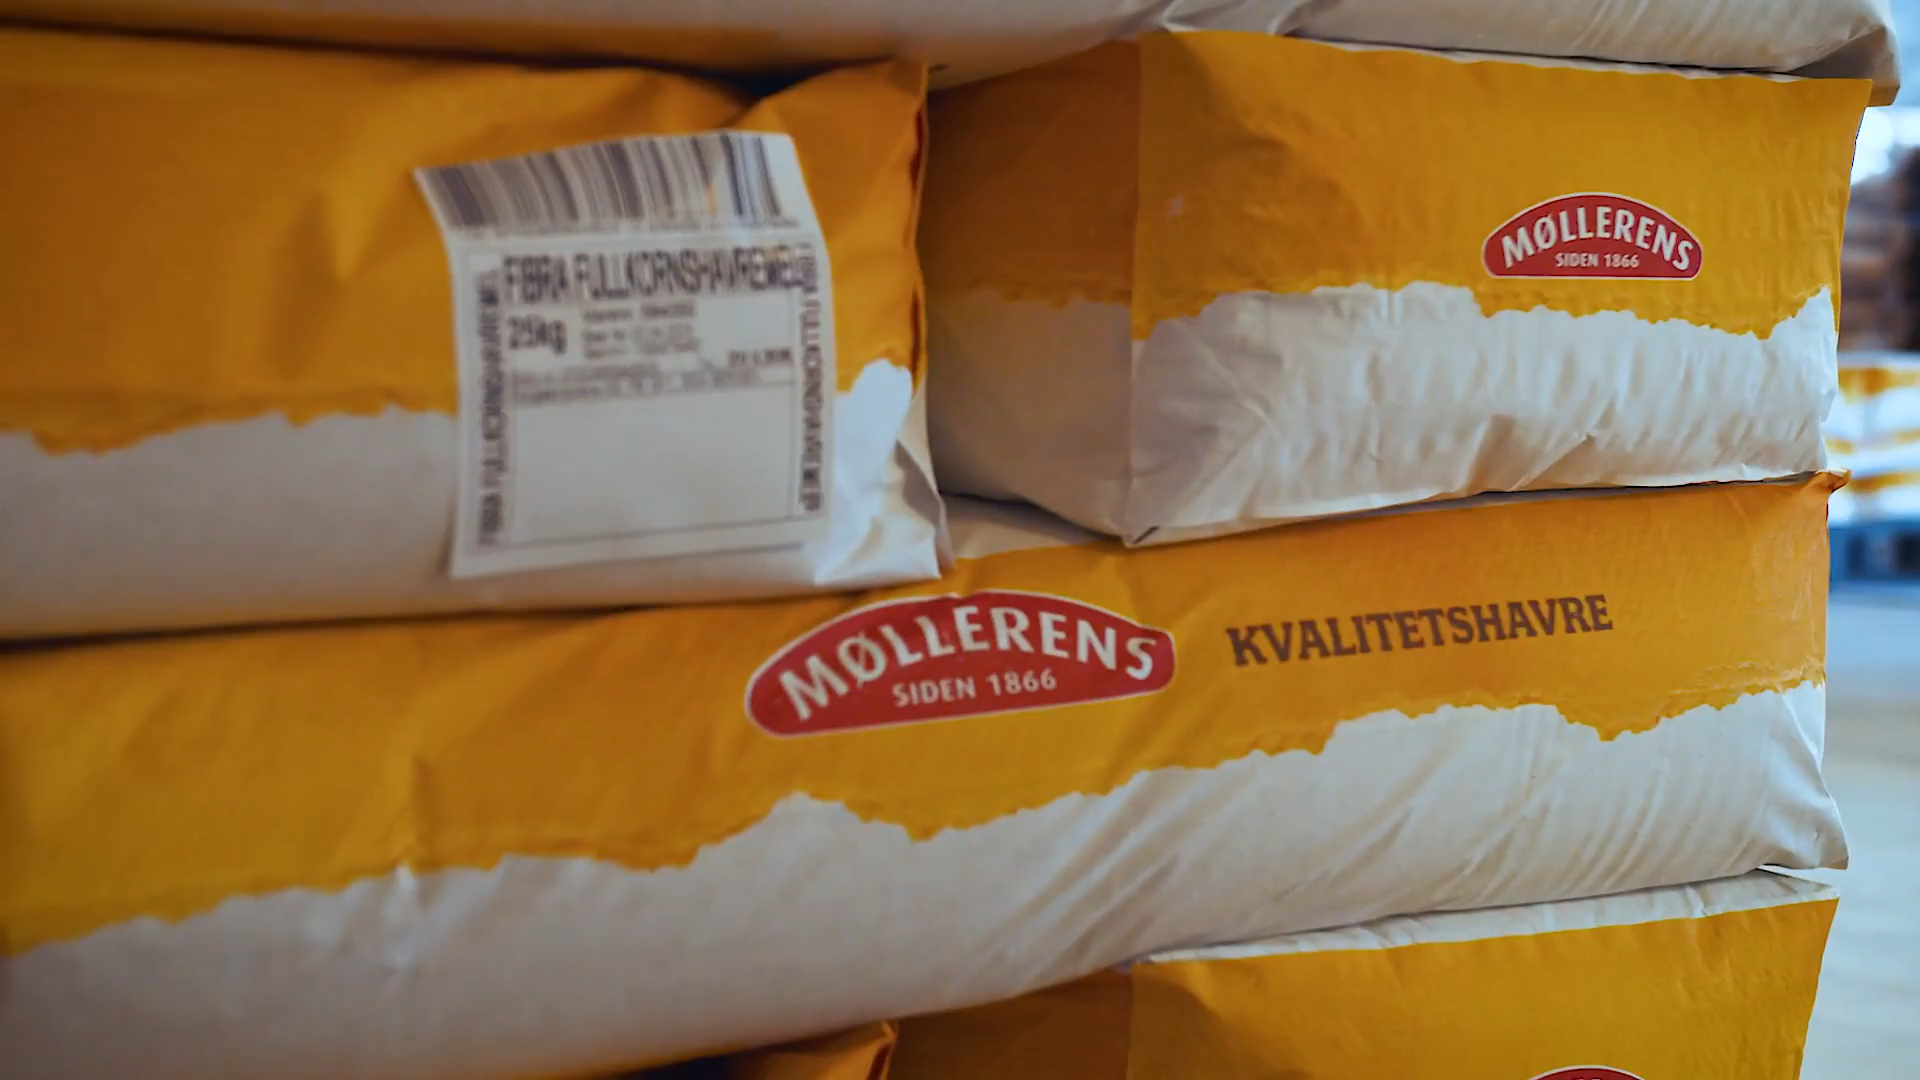 FIBRA FULLKORNSHAVREMEL
25kg
MØLLERENS
SIDEN 1866
MØLLERENS
SIDEN 1866
KVALITETSHAVRE